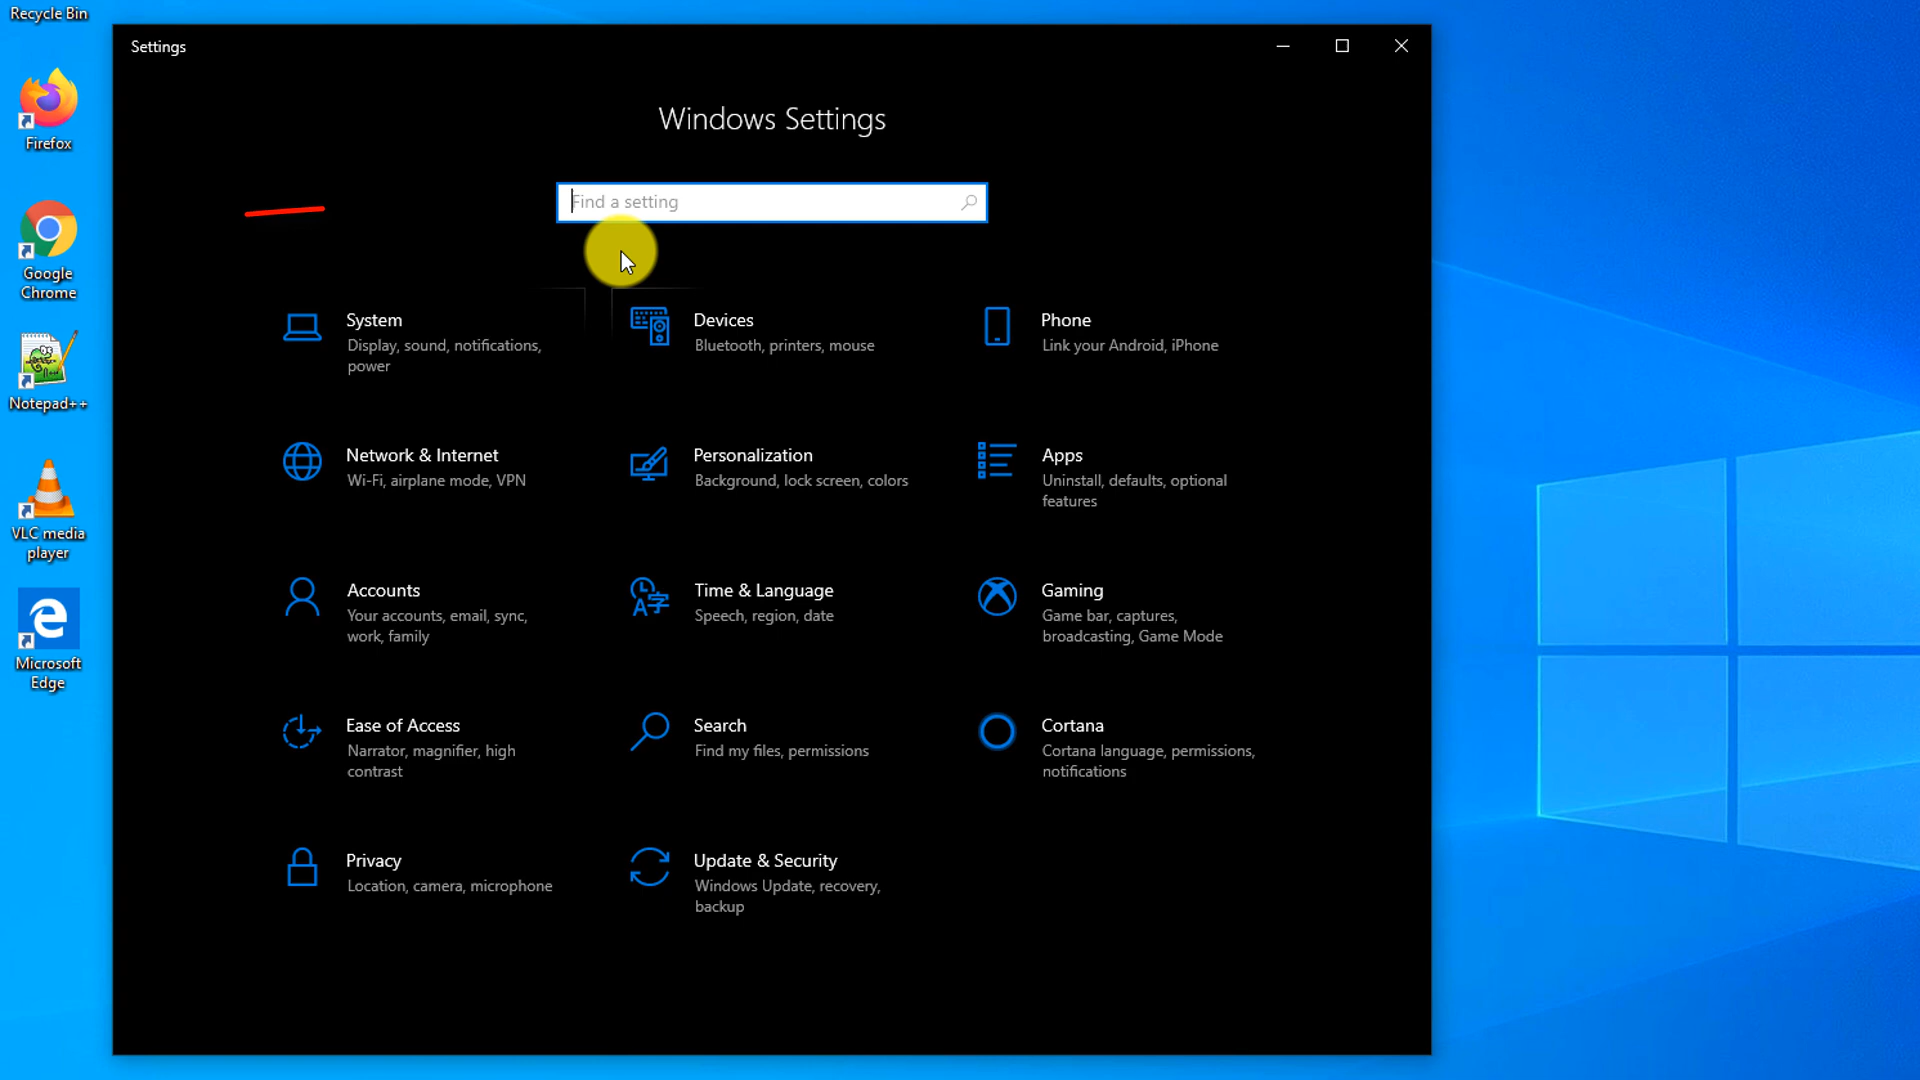 Recycle Bin
Firefox
Google
Chrome
Notepad++
VLC media
player
Microsoft
Edge
Settings
Windows Settings
Find a setting
System
Display, sound, notifications,
power
Devices
Bluetooth, printers, mouse
Phone
Link your Android, iPhone
Network & Internet
Wi-Fi, airplane mode, VPN
Personalization
Background, lock screen, colors
Apps
Uninstall, defaults, optional
features
Accounts
Your accounts, email, sync,
work, family
Time & Language
Speech, region, date
Gaming
Game bar, captures,
broadcasting, Game Mode
Ease of Access
Narrator, magnifier, high
contrast
Search
Find my files, permissions
Cortana
Cortana language, permissions,
notifications
Privacy
Location, camera, microphone
Update & Security
Windows Update, recovery,
backup